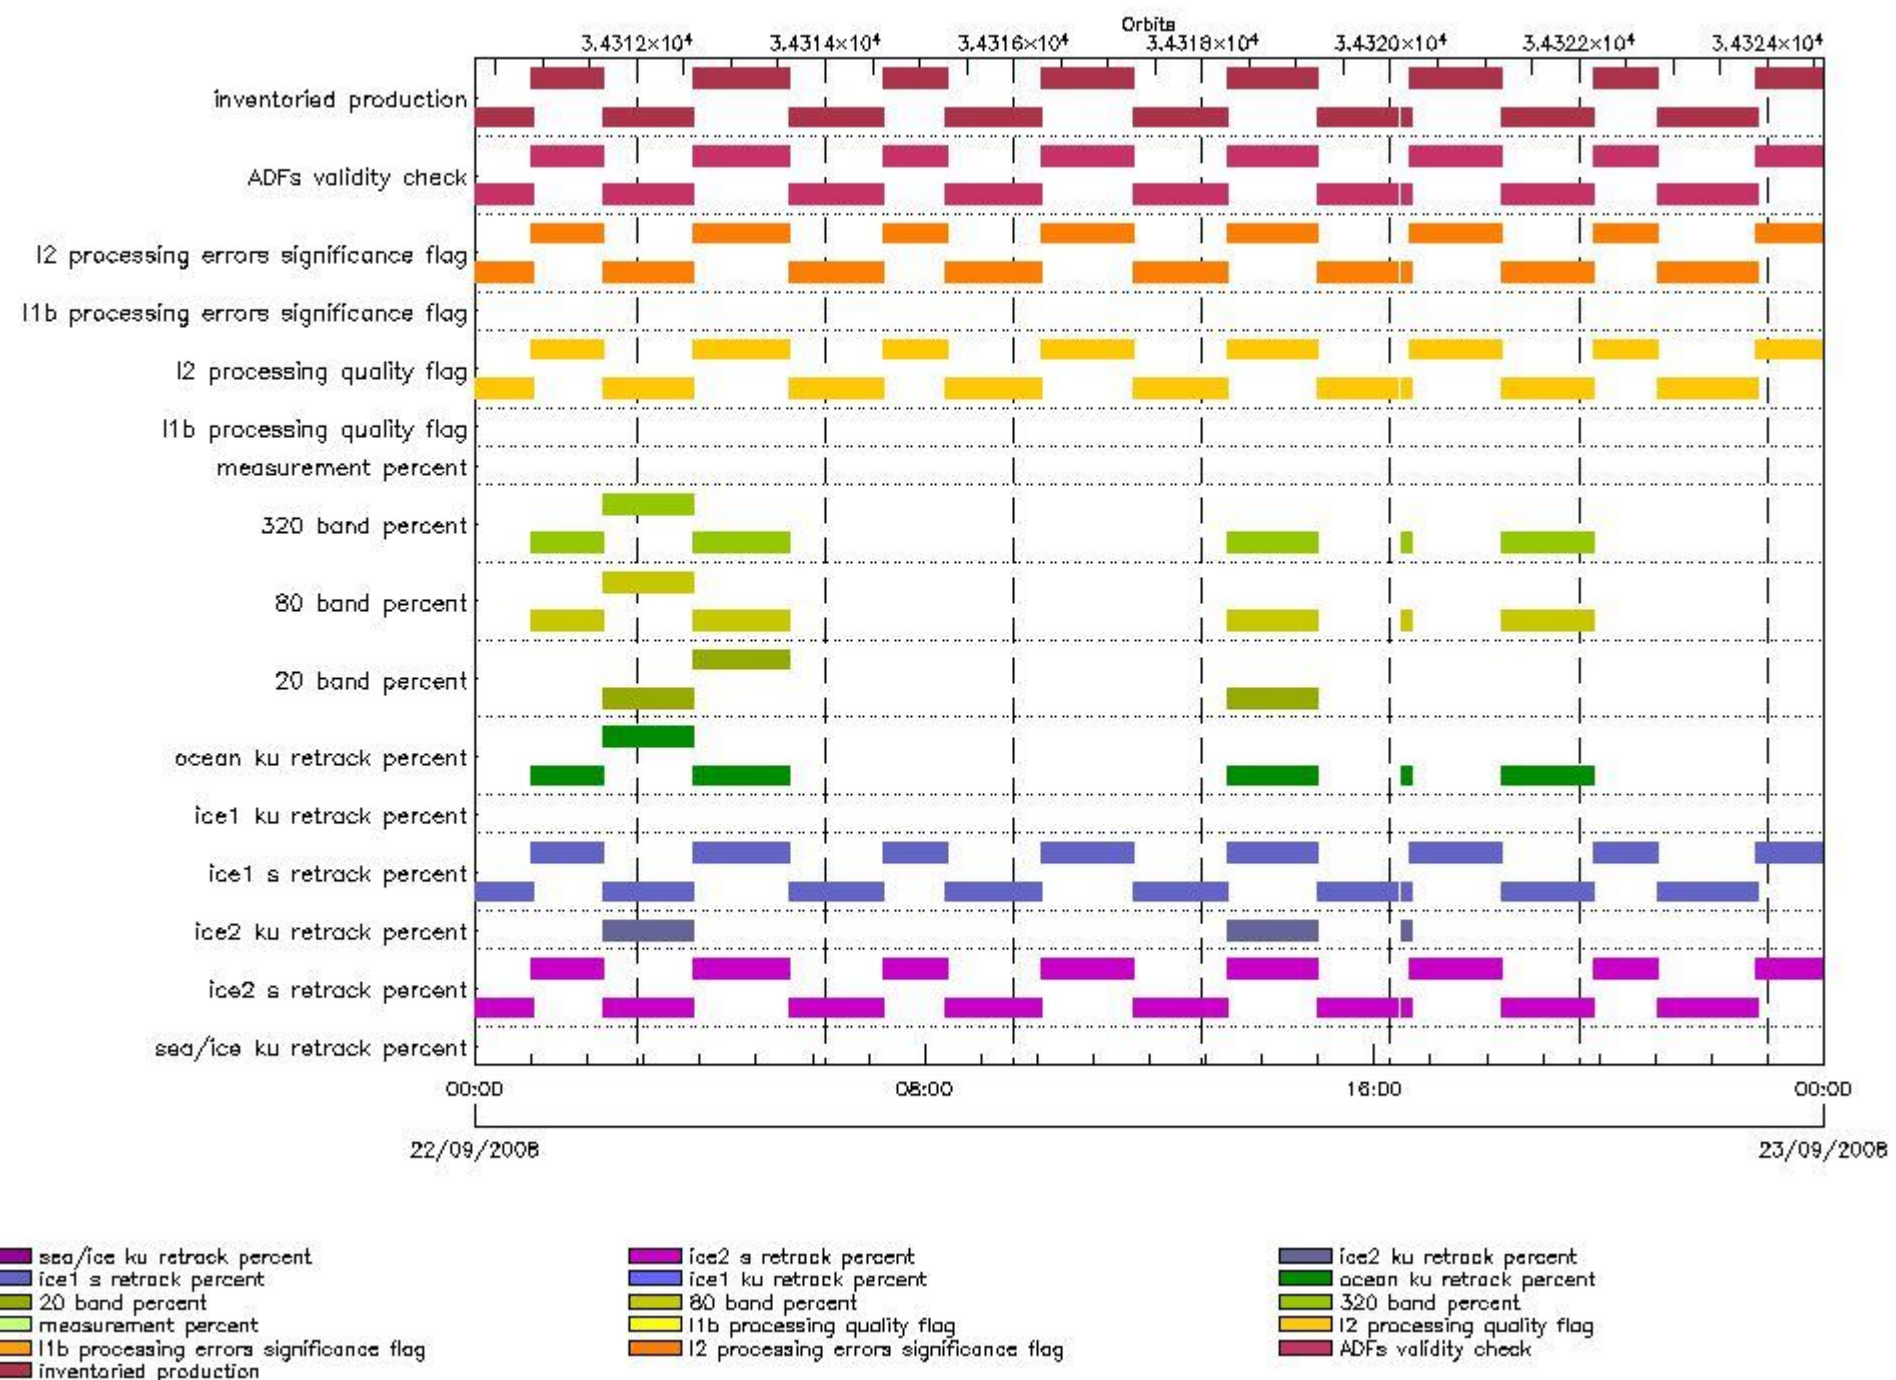 Orbits
3.4312×10⁴ 3.4314×10⁴ 3.4316×10⁴ 3.4318×10⁴ 3.4320×10⁴ 3.4322×10⁴ 3.4324×10⁴
inventoried production
ADFs validity check
l2 processing errors significance flag
l1b processing errors significance flag
l2 processing quality flag
l1b processing quality flag
measurement percent
320 band percent
80 band percent
20 band percent
ocean ku retrack percent
ice1 ku retrack percent
ice1 s retrack percent
ice2 ku retrack percent
ice2 s retrack percent
sea/ice ku retrack percent
00:00 08:00 16:00 00:00
22/09/2008 23/09/2008
sea/ice ku retrack percent ice2 s retrack percent ice2 ku retrack percent
ice1 s retrack percent ice1 ku retrack percent ocean ku retrack percent
20 band percent 80 band percent 320 band percent
measurement percent l1b processing quality flag l2 processing quality flag
l1b processing errors significance flag l2 processing errors significance flag ADFs validity check
inventoried production